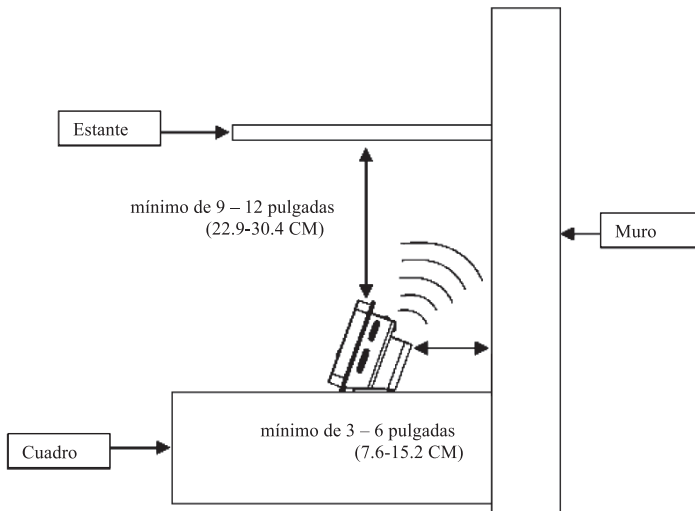 Estante
mínimo de 9 – 12 pulgadas
(22.9-30.4 CM)
Muro
mínimo de 3 – 6 pulgadas
(7.6-15.2 CM)
Cuadro